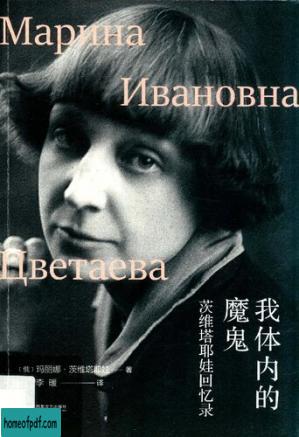 Марина
Ивановна
Цветаева
我体内的
魔鬼
茨维塔耶娃回忆录
〔俄〕玛丽娜·茨维塔耶娃 著
李暖 译
homeofpdf.com